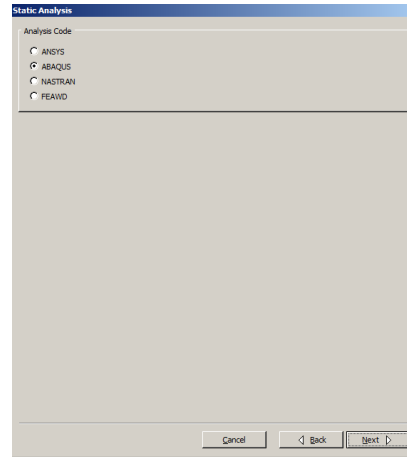 Static Analysis
Analysis Code
ANSYS
ABAQUS
NASTRAN
FEAWD
Cancel Back Next